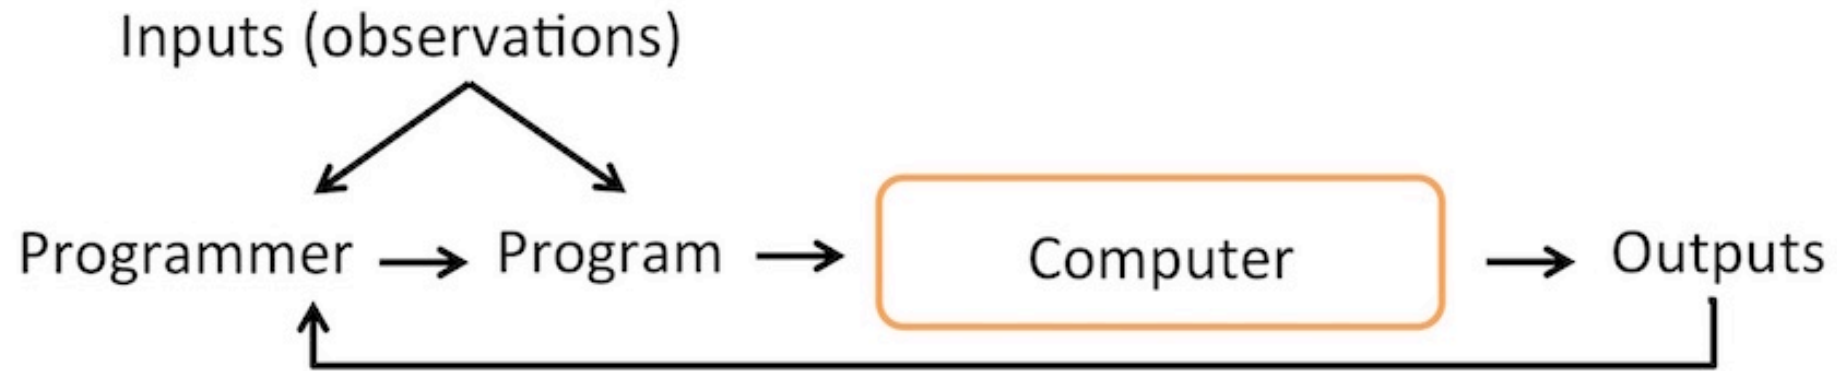 Inputs (observations)
Programmer
Program
Computer
Outputs